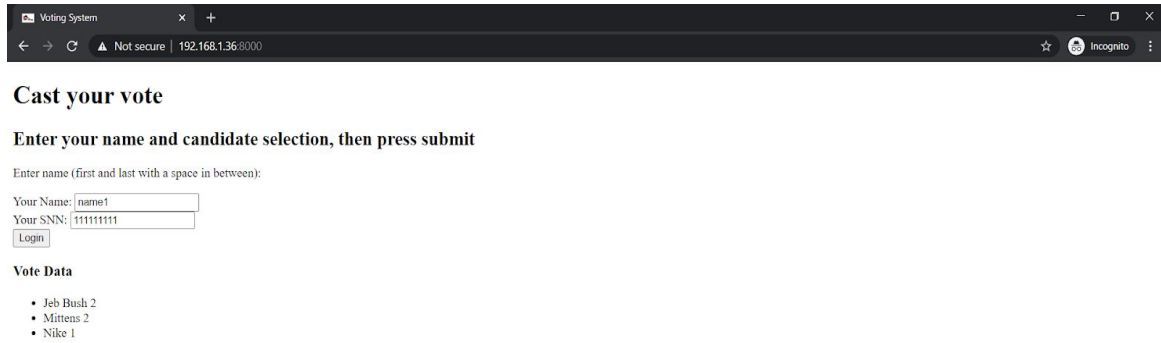 Voting System
Not secure | 192.168.1.36:8000
Incognito
Cast your vote
Enter your name and candidate selection, then press submit
Enter name (first and last with a space in between):
Your Name: name1
Your SNN: 111111111
Login
Vote Data
• Jeb Bush 2
• Mittens 2
• Nike 1